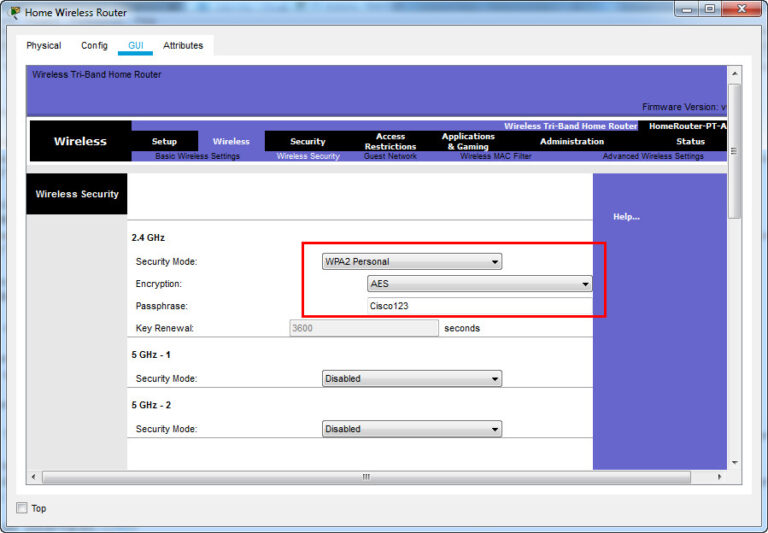 Home Wireless Router
Physical Config GUI Attributes
Wireless Tri-Band Home Router
Firmware Version: v
Wireless Tri-Band Home Router HomeRouter-PT-A
Wireless Setup Wireless Security Access Restrictions Applications & Gaming Administration Status
Basic Wireless Settings Wireless Security Guest Network Wireless MAC Filter Advanced Wireless Settings
Wireless Security
Help...
2.4 GHz
Security Mode: WPA2 Personal
Encryption: AES
Passphrase: Cisco123
Key Renewal: 3600 seconds
5 GHz - 1
Security Mode: Disabled
5 GHz - 2
Security Mode: Disabled
Top